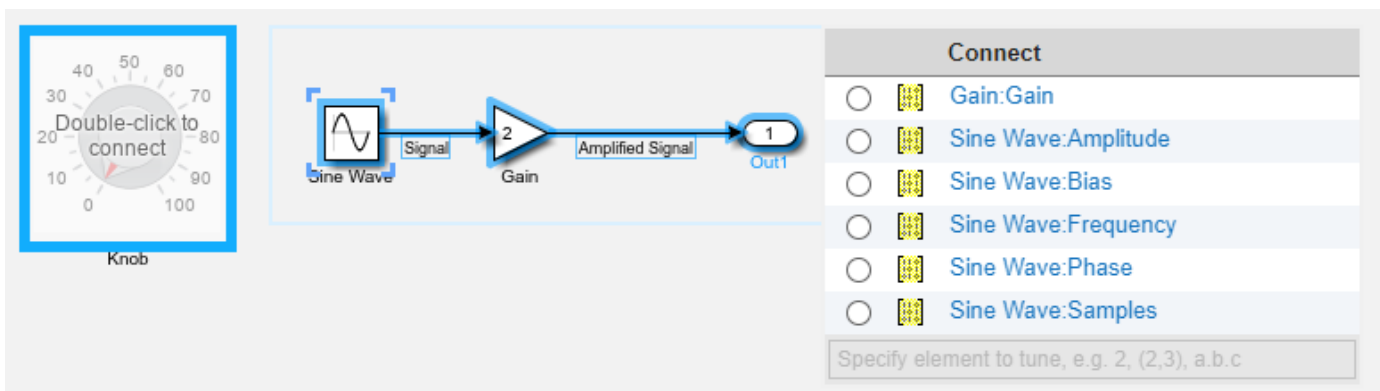 50
40
60
30
70
Double-click to
20
80
connect
10
90
0
100
Knob
Signal
Sine Wave
2
Gain
Amplified Signal
1
Out1
Connect
Gain:Gain
Sine Wave:Amplitude
Sine Wave:Bias
Sine Wave:Frequency
Sine Wave:Phase
Sine Wave:Samples
Specify element to tune, e.g. 2, (2,3), a.b.c